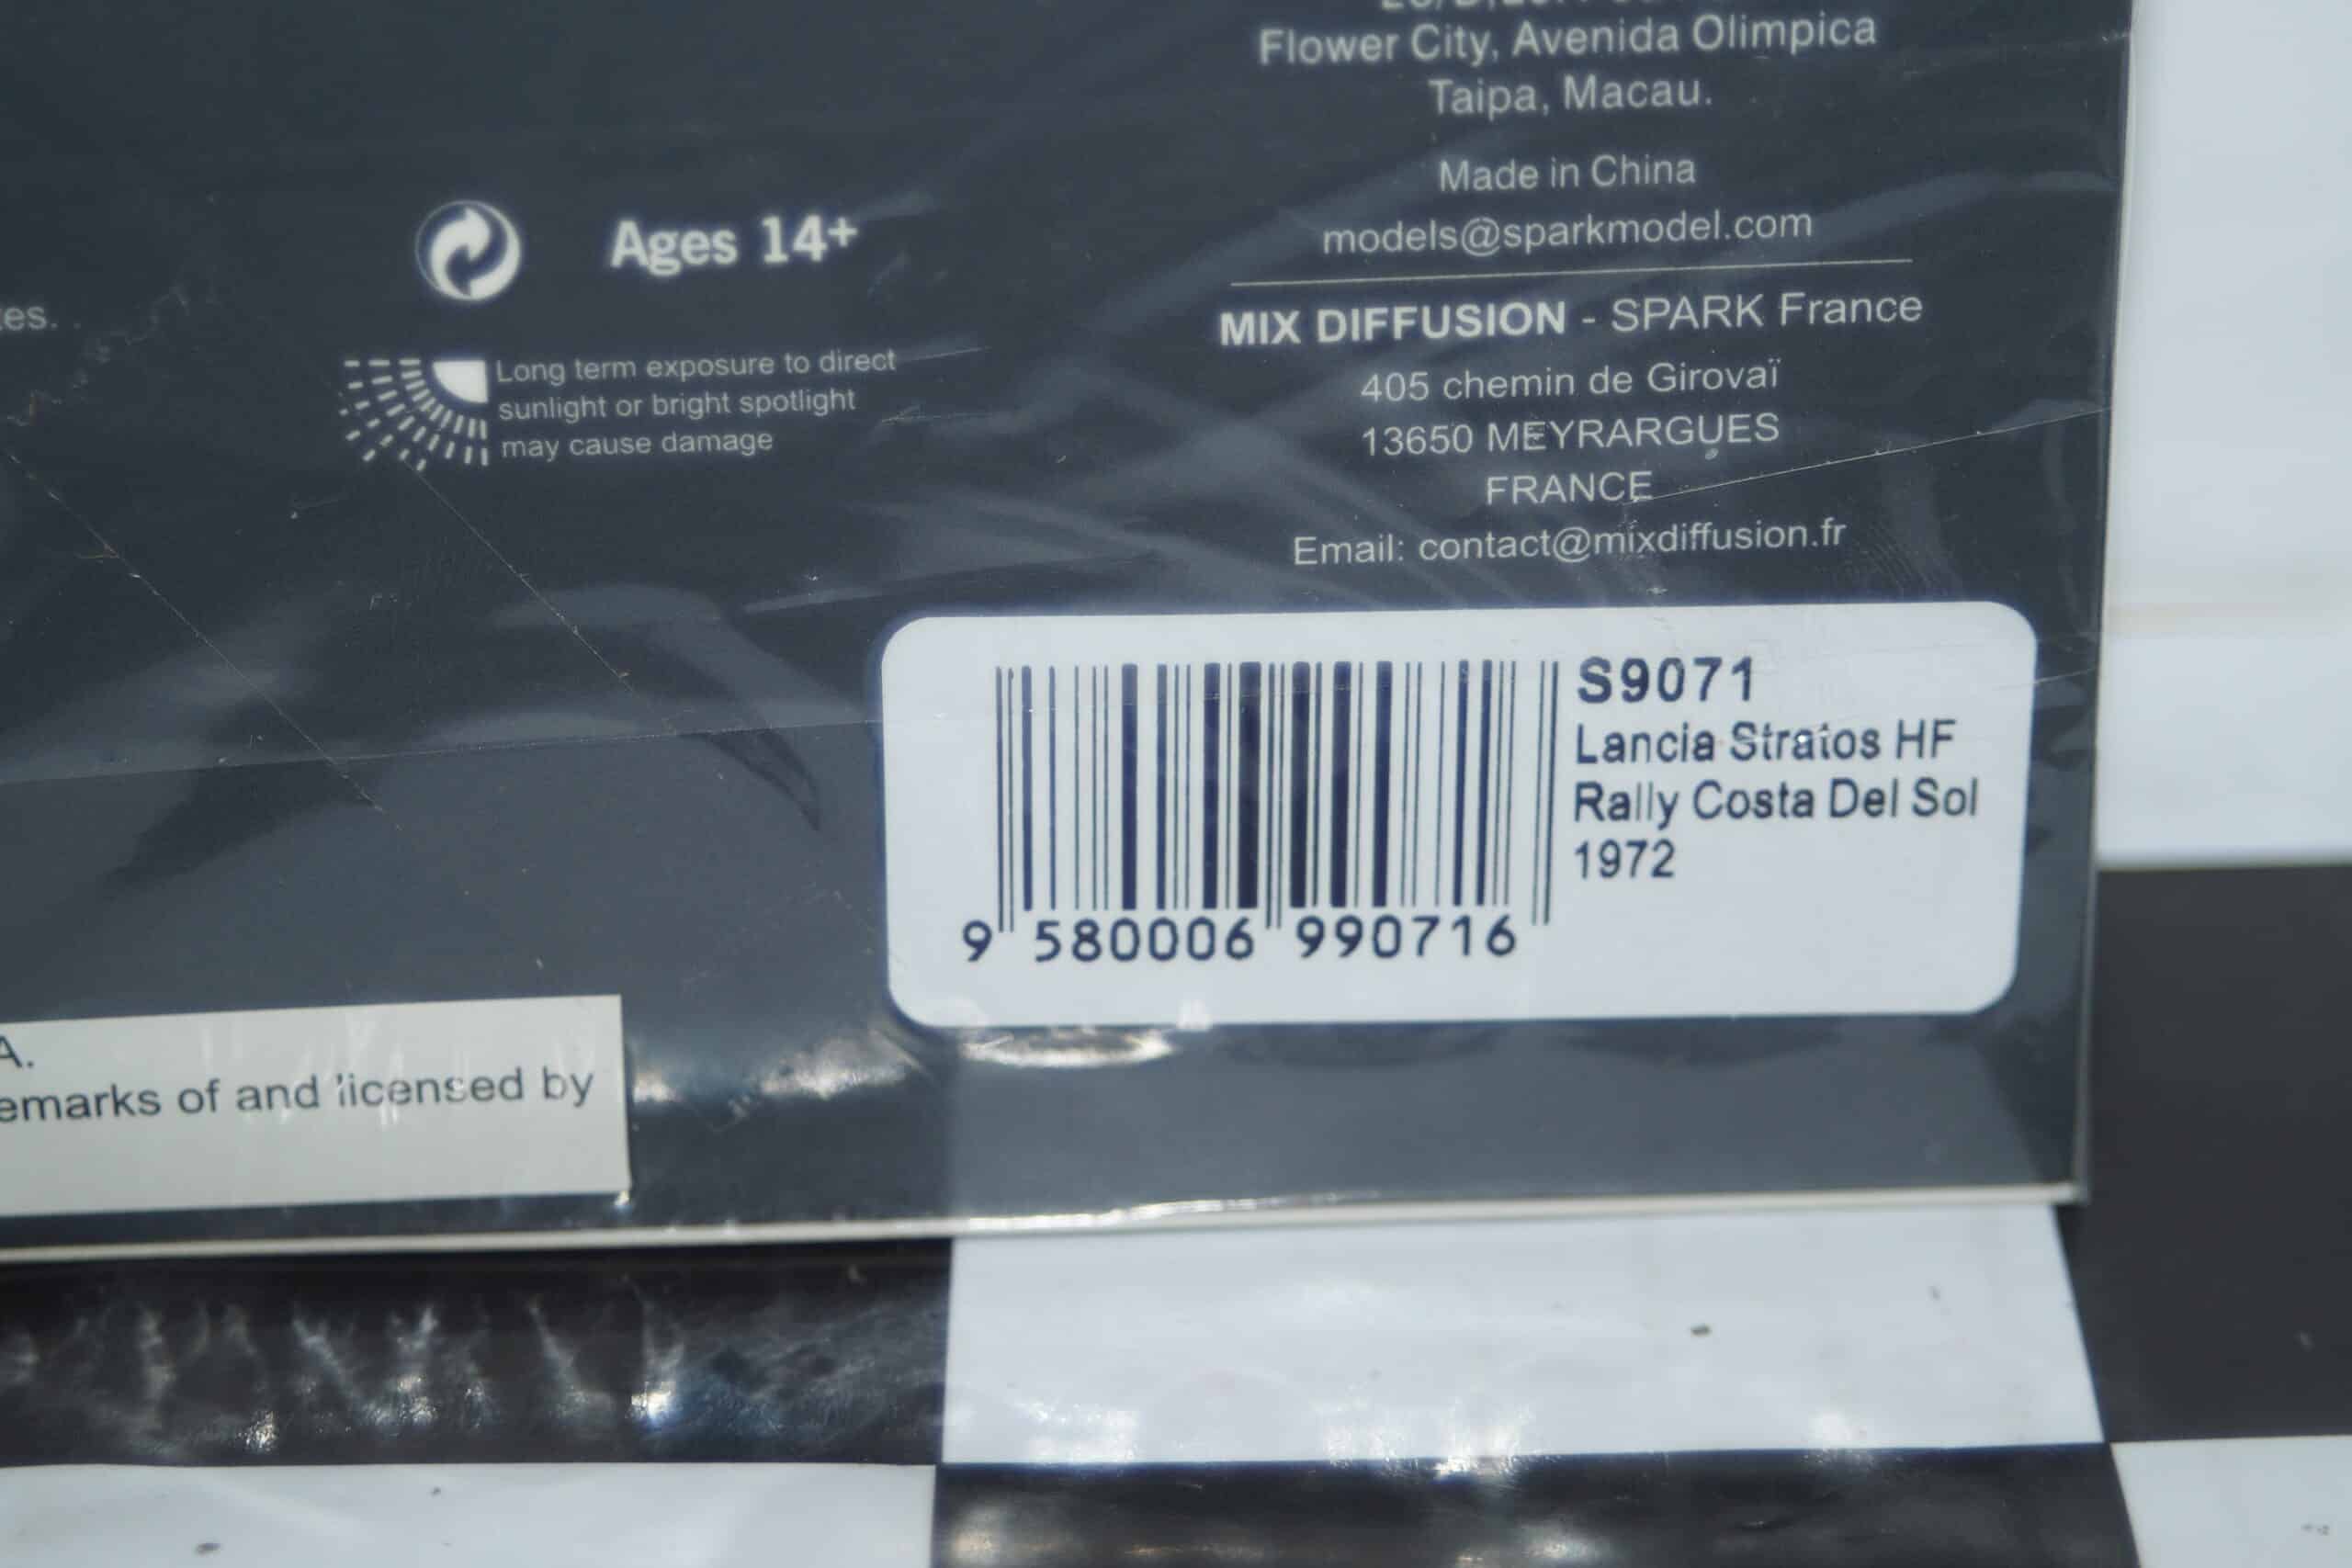 Flower City, Avenida Olimpica
Taipa, Macau.
Made in China
models@sparkmodel.com
MIX DIFFUSION - SPARK France
405 chemin de Girovaï
13650 MEYRARGUES
FRANCE
Email: contact@mixdiffusion.fr
Ages 14+
Long term exposure to direct
sunlight or bright spotlight
may cause damage
S9071
Lancia Stratos HF
Rally Costa Del Sol
1972
9 580006 990716
A.
emarks of and licensed by